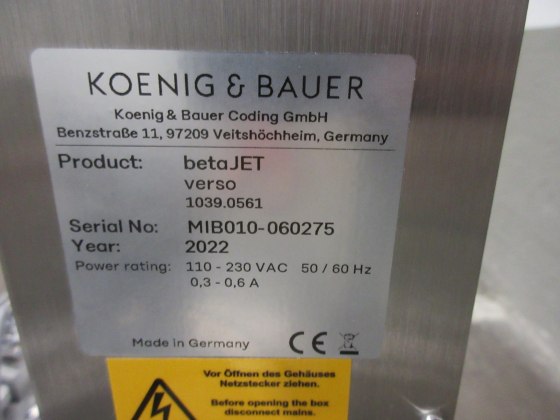 KOENIG & BAUER
Koenig & Bauer Coding GmbH
Benzstraße 11, 97209 Veitshöchheim, Germany
Product: betaJET
verso
1039.0561
Serial No: MIB010-060275
Year: 2022
Power rating: 110 - 230 VAC 50 / 60 Hz
0,3 - 0,6 A
Made in Germany CE
Vor Öffnen des Gehäuses
Netzstecker ziehen.
Before opening the box
disconnect mains.